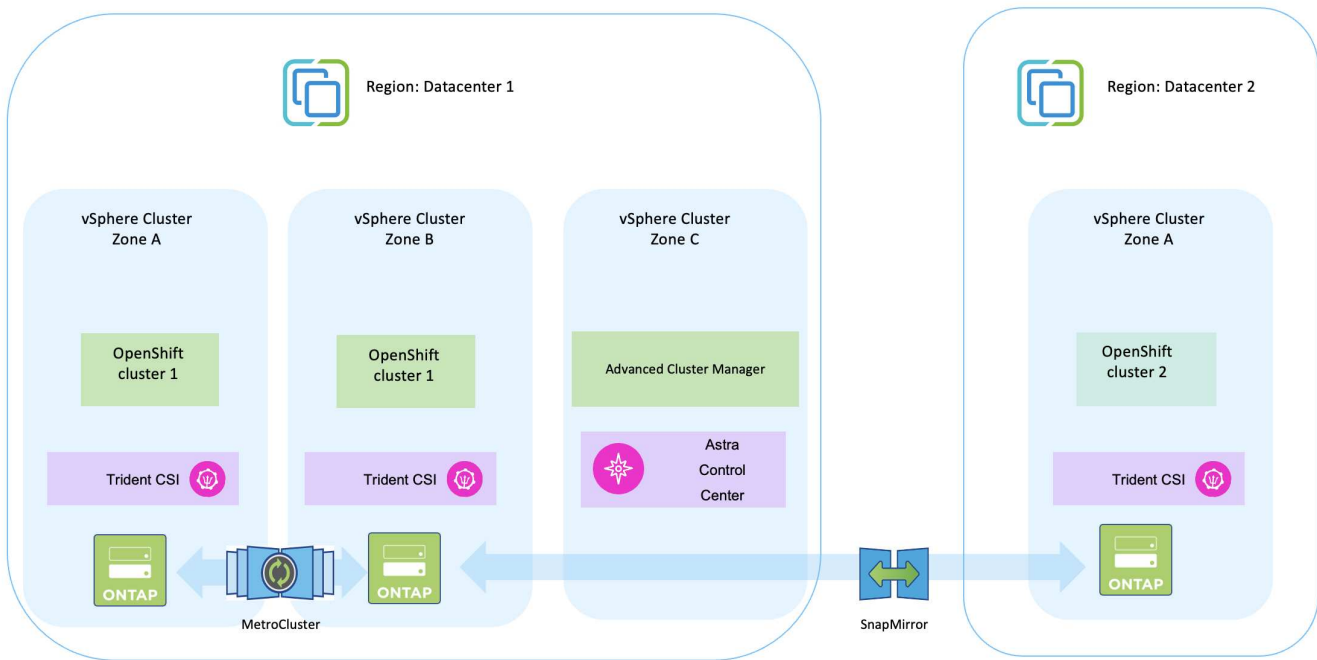 Region: Datacenter 1
Region: Datacenter 2
vSphere Cluster
Zone A
vSphere Cluster
Zone B
vSphere Cluster
Zone C
vSphere Cluster
Zone A
OpenShift
cluster 1
OpenShift
cluster 1
Advanced Cluster Manager
OpenShift
cluster 2
Trident CSI
Trident CSI
Astra
Control
Center
Trident CSI
ONTAP
ONTAP
ONTAP
MetroCluster
SnapMirror